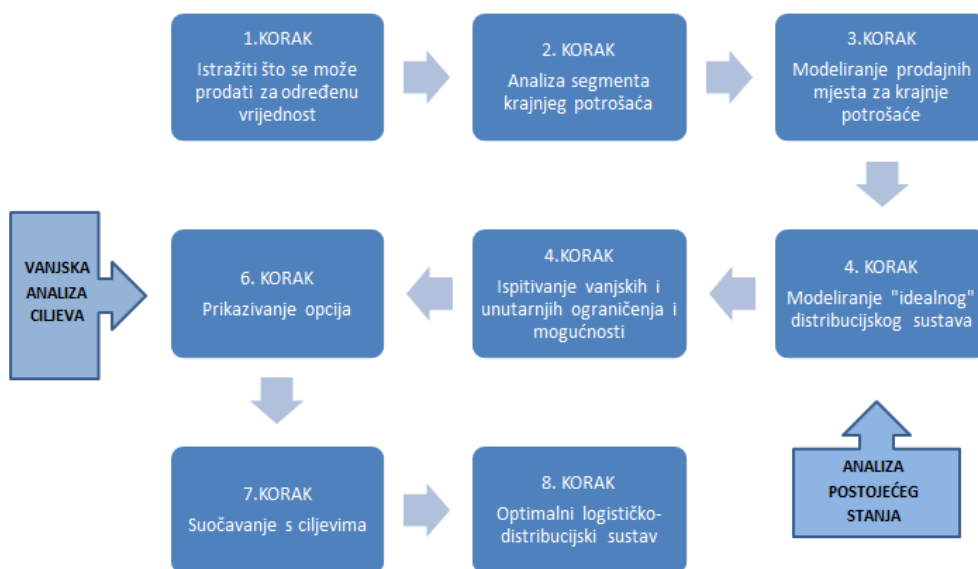 1.KORAK
Istražiti što se može
prodati za određenu
vrijednost
2. KORAK
Analiza segmenta
krajnjeg potrošaća
3.KORAK
Modeliranje prodajnih
mjesta za krajnje
potrošaće
4. KORAK
Modeliranje "idealnog"
distribucijskog sustava
4.KORAK
Ispitivanje vanjskih i
unutarnjih ograničenja i
mogućnosti
6. KORAK
Prikazivanje opcija
VANJSKA
ANALIZA
CILJEVA
7.KORAK
Suočavanje s ciljevima
8. KORAK
Optimalni logističko-
distribucijski sustav
ANALIZA
POSTOJEĆEG
STANJA